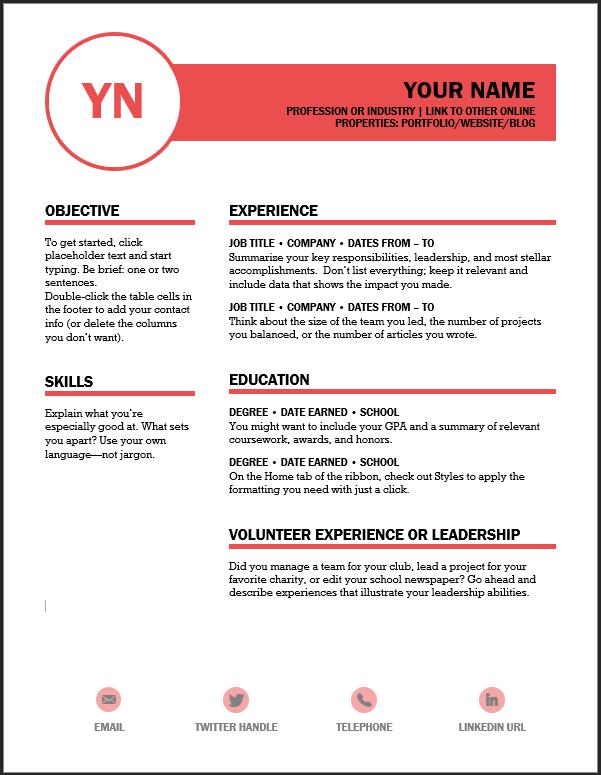 YN
YOUR NAME
PROFESSION OR INDUSTRY | LINK TO OTHER ONLINE
PROPERTIES: PORTFOLIO/WEBSITE/BLOG
OBJECTIVE
To get started, click
placeholder text and start
typing. Be brief: one or two
sentences.
Double-click the table cells in
the footer to add your contact
info (or delete the columns
you don’t want).
SKILLS
Explain what you’re
especially good at. What sets
you apart? Use your own
language—not jargon.
EXPERIENCE
JOB TITLE • COMPANY • DATES FROM – TO
Summarize your key responsibilities, leadership, and most stellar
accomplishments.  Don’t list everything; keep it relevant and
include data that shows the impact you made.
JOB TITLE • COMPANY • DATES FROM – TO
Think about the size of the team you led, the number of projects
you balanced, or the number of articles you wrote.
EDUCATION
DEGREE • DATE EARNED • SCHOOL
You might want to include your GPA and a summary of relevant
coursework, awards, and honors.
DEGREE • DATE EARNED • SCHOOL
On the Home tab of the ribbon, check out Styles to apply the
formatting you need with just a click.
VOLUNTEER EXPERIENCE OR LEADERSHIP
Did you manage a team for your club, lead a project for your
favorite charity, or edit your school newspaper? Go ahead and
describe experiences that illustrate your leadership abilities.
in
EMAIL
TWITTER HANDLE
TELEPHONE
LINKEDIN URL